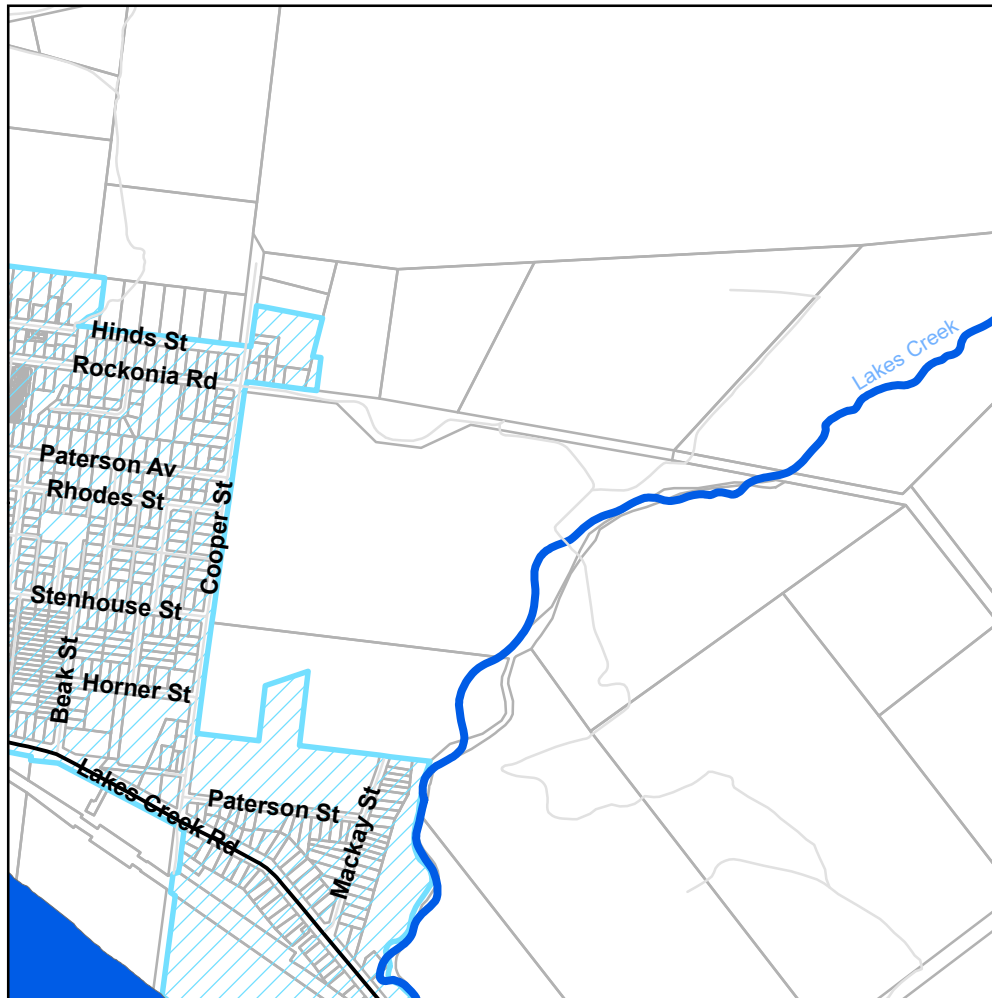 Lakes Creek
Hinds St
Rockonia Rd
Paterson Av
Rhodes St
Cooper St
Stenhouse St
Beak St
Horner St
Lakes Creek Rd
Paterson St
Mackay St